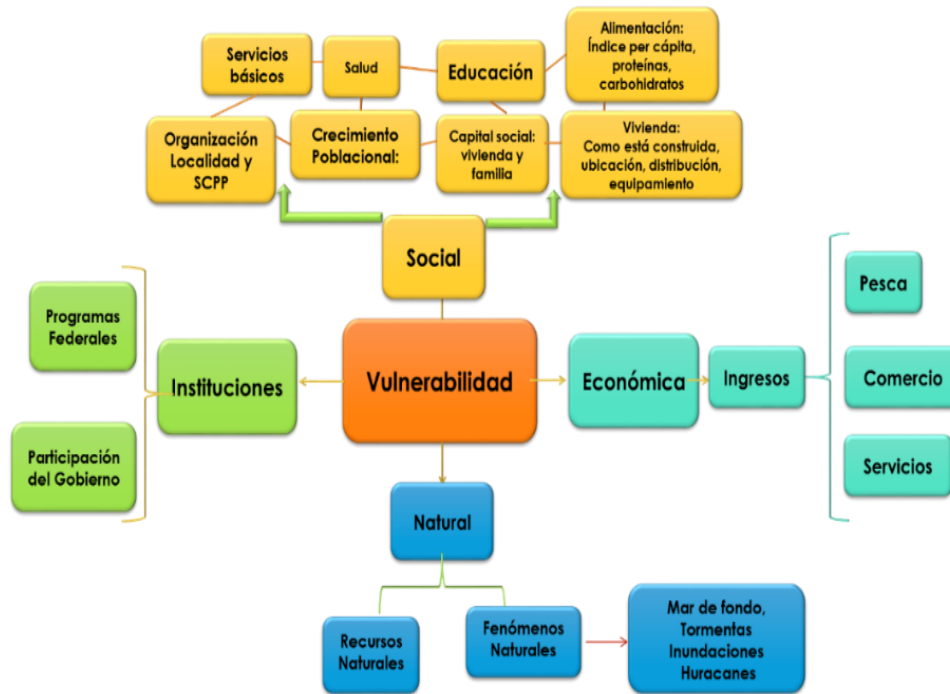 Servicios
básicos
Salud
Educación
Alimentación:
Índice per cápita,
proteínas,
carbohidratos
Organización
Localidad y
SCPP
Crecimiento
Poblacional:
Capital social:
vivienda y
familia
Vivienda:
Como está construida,
ubicación, distribución,
equipamiento
Social
Programas
Federales
Participación
del Gobierno
Instituciones
Vulnerabilidad
Económica
Ingresos
Pesca
Comercio
Servicios
Natural
Recursos
Naturales
Fenómenos
Naturales
Mar de fondo,
Tormentas
Inundaciones
Huracanes